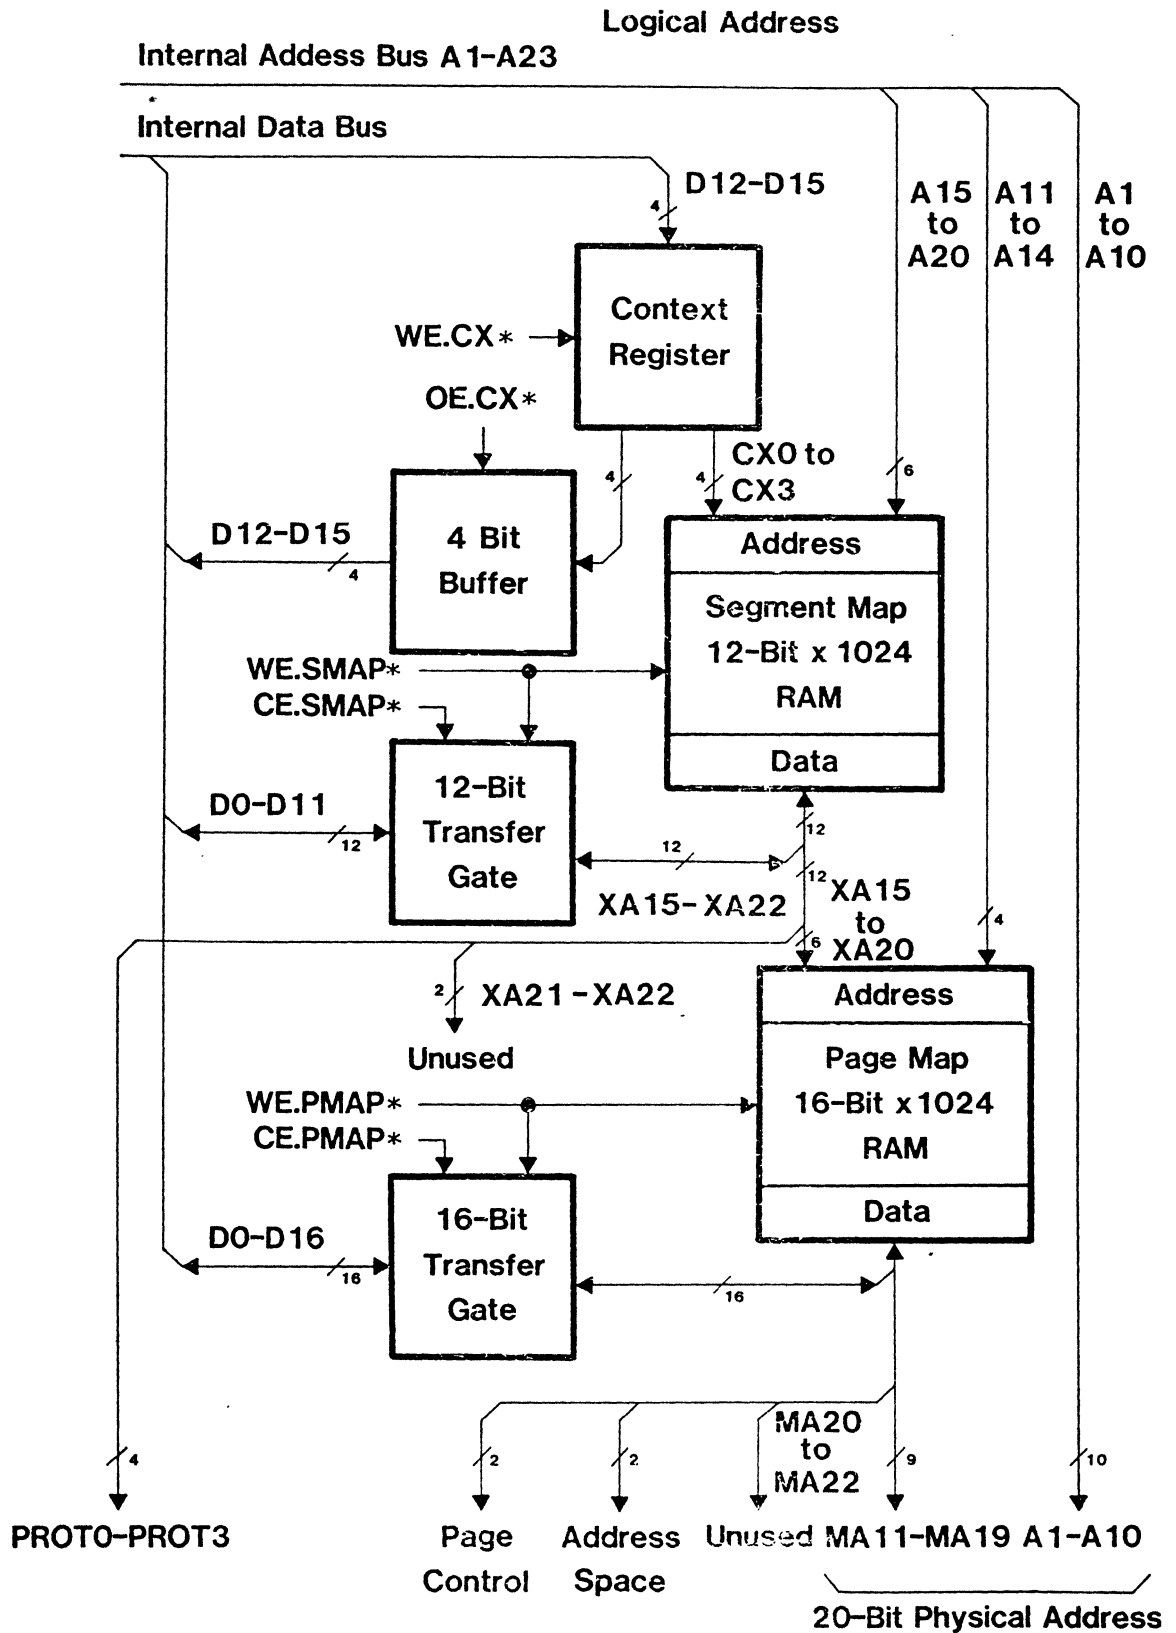 Logical Address
Internal Addess Bus A1-A23
Internal Data Bus
D12-D15
4
A15
to
A20
A11
to
A14
A1
to
A10
Context
Register
WE.CX*
OE.CX*
4
4
CX0 to
CX3
6
D12-D15
4
4 Bit
Buffer
Address
Segment Map
12-Bit x 1024
RAM
Data
WE.SMAP*
CE.SMAP*
12-Bit
Transfer
Gate
D0-D11
12
12
12
12
XA15-XA22
XA15
to
XA20
6
4
2
XA21-XA22
Unused
Address
Page Map
16-Bit x1024
RAM
Data
WE.PMAP*
CE.PMAP*
16-Bit
Transfer
Gate
D0-D16
16
16
MA20
to
MA22
4
2
2
9
10
PROT0-PROT3
Page
Control
Address
Space
Unused
MA11-MA19
A1-A10
20-Bit Physical Address